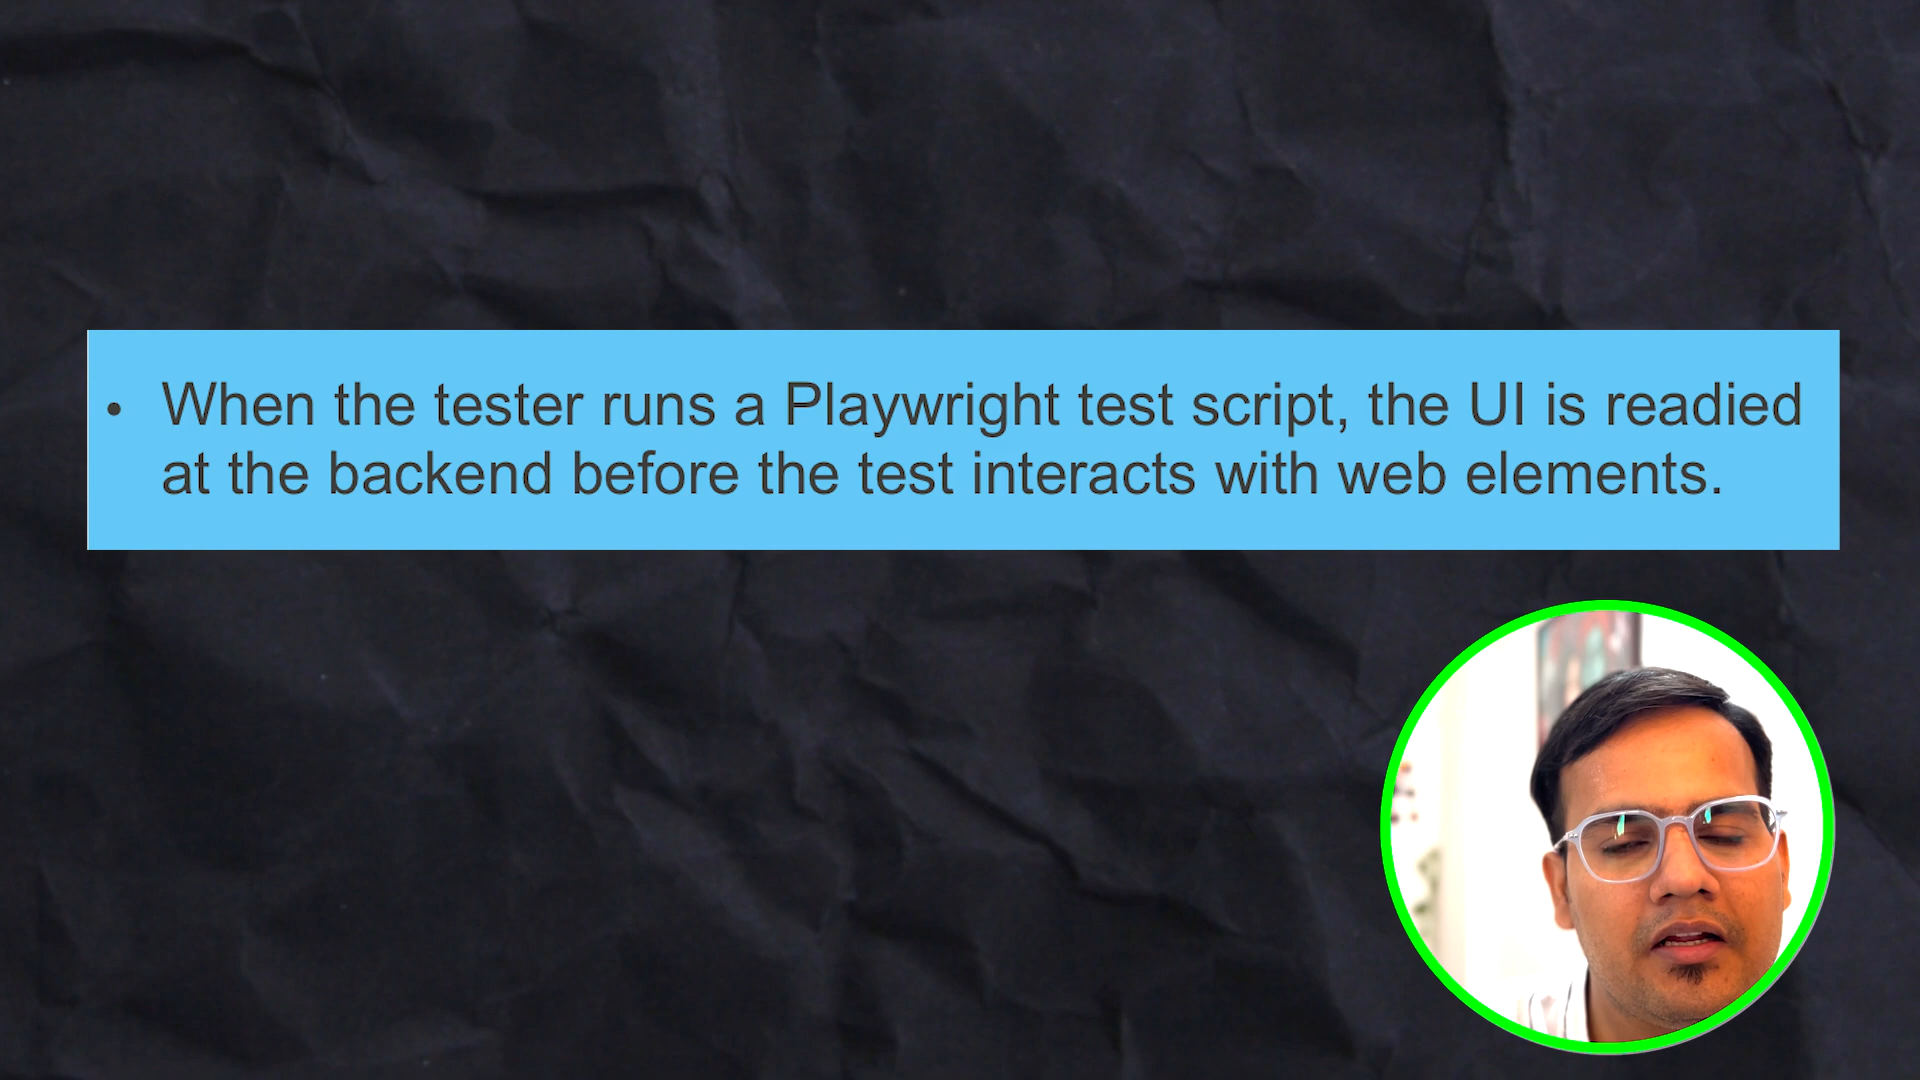 • When the tester runs a Playwright test script, the UI is readied
at the backend before the test interacts with web elements.